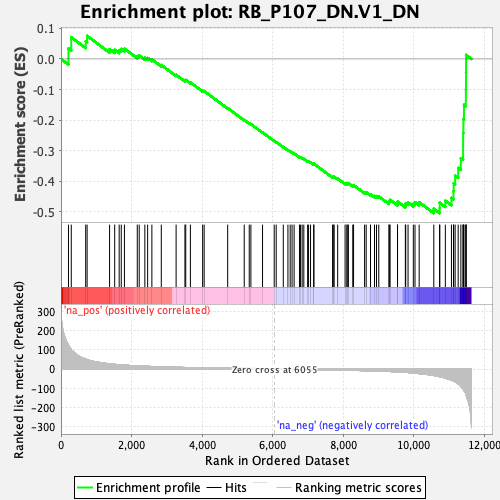 Enrichment plot: RB_P107_DN.V1_DN
Enrichment score (ES)
0.1
0.0
-0.1
-0.2
-0.3
-0.4
-0.5
'na_pos' (positively correlated)
Ranked list metric (PreRanked)
300
200
100
0
-100
-200
-300
Zero cross at 6055
'na_neg' (negatively correlated)
0
2,000
4,000
6,000
8,000
10,000
12,000
Rank in Ordered Dataset
Enrichment profile
Hits
Ranking metric scores